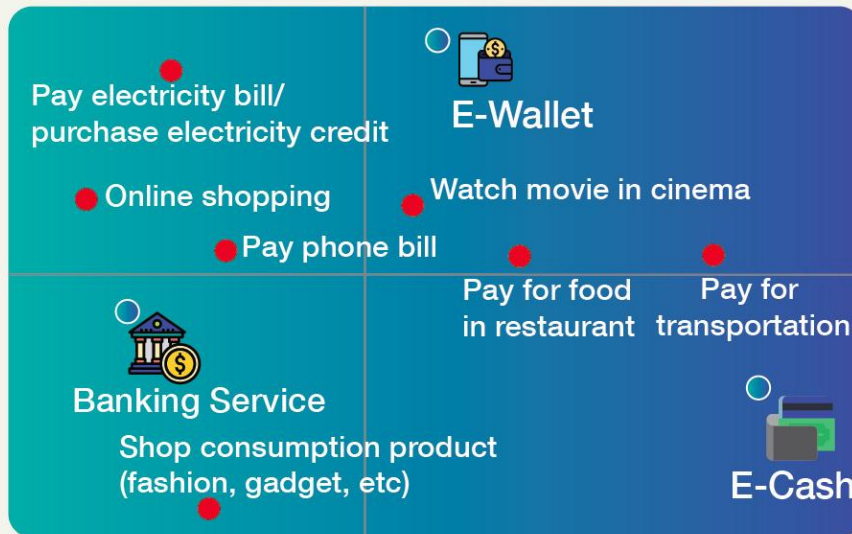 Pay electricity bill/
purchase electricity credit
E-Wallet
Online shopping
Watch movie in cinema
Pay phone bill
Pay for food
in restaurant
Pay for
transportation
Banking Service
Shop consumption product
(fashion, gadget, etc)
E-Cash